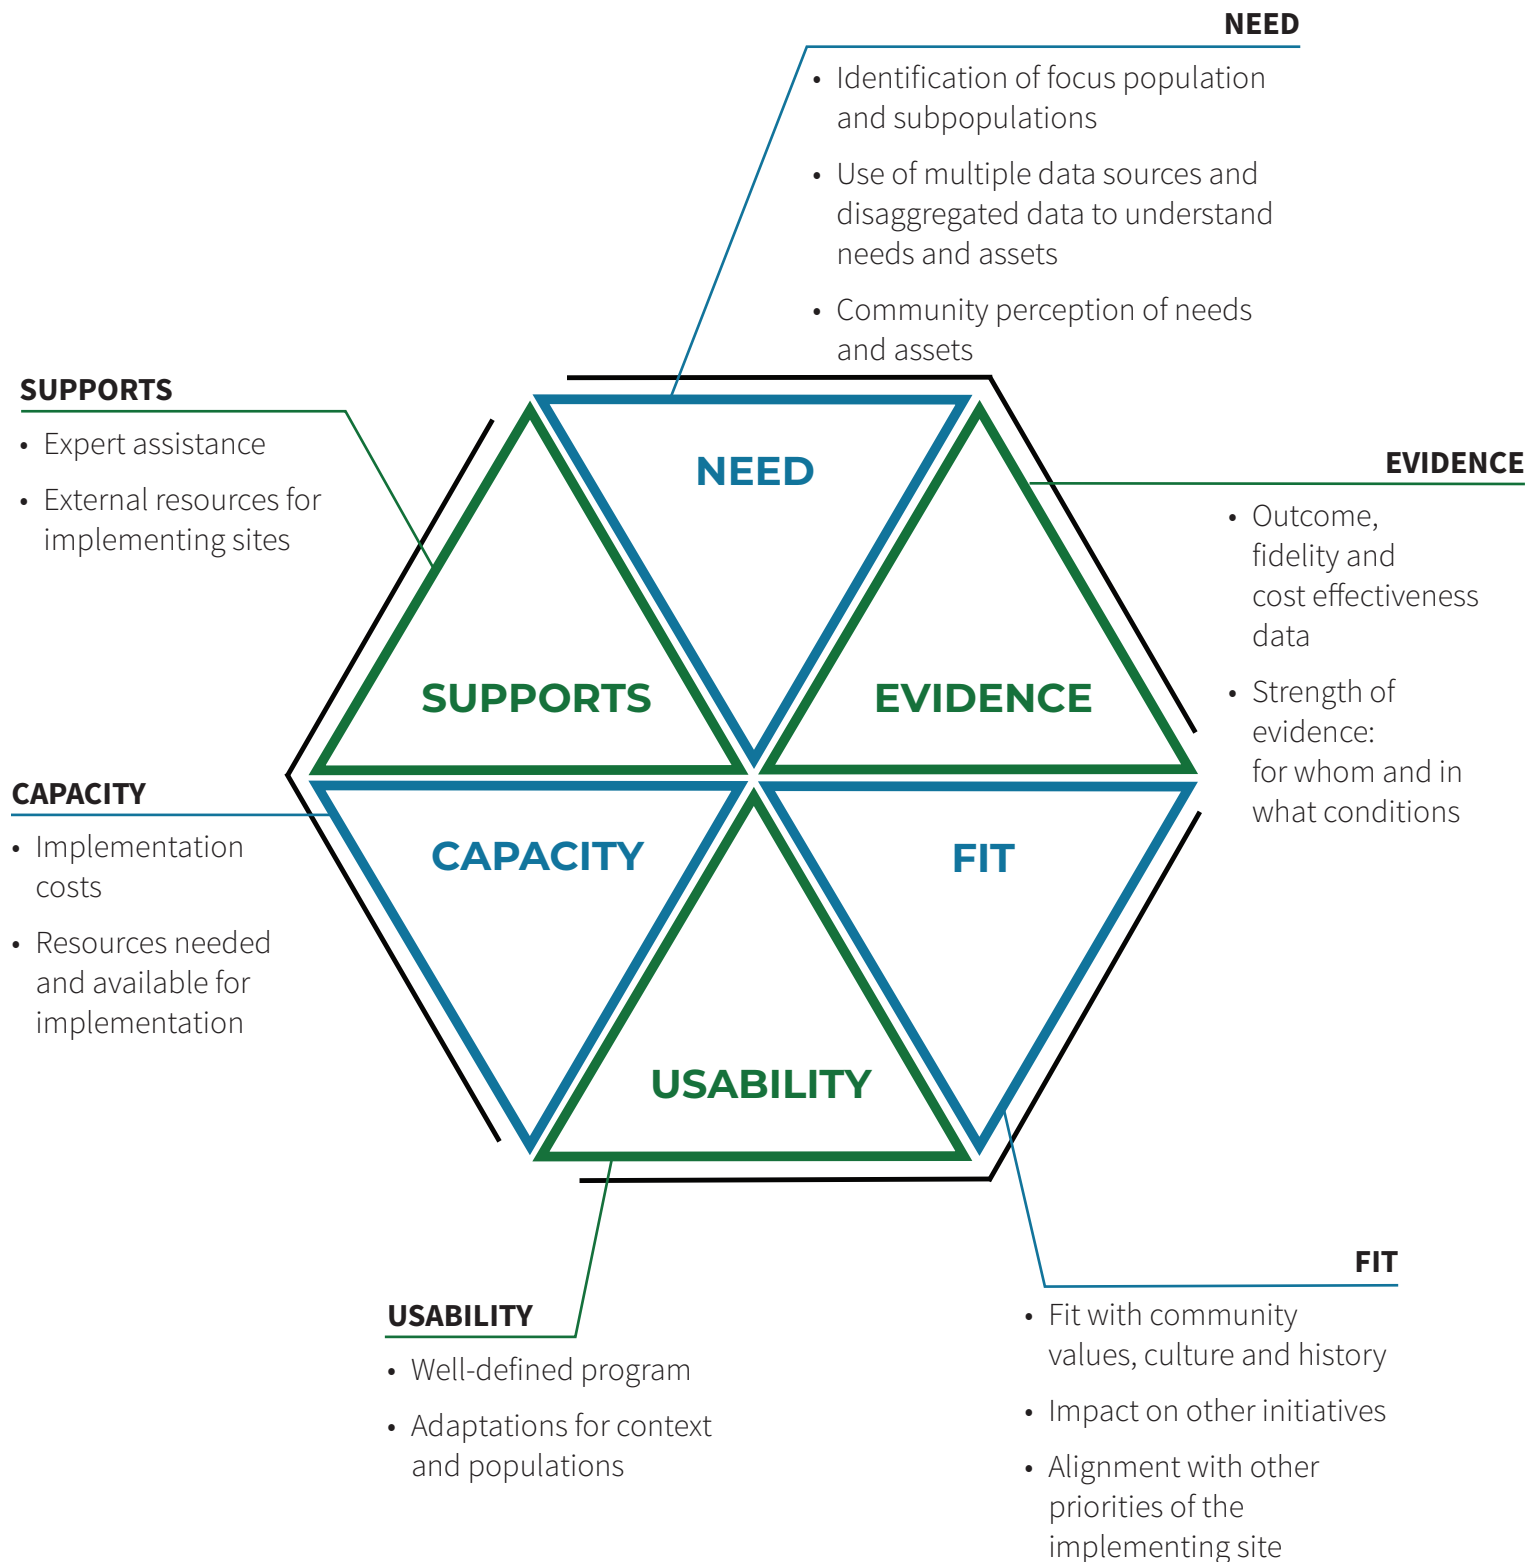 NEED
• Identification of focus population
and subpopulations
• Use of multiple data sources and
disaggregated data to understand
needs and assets
• Community perception of needs
and assets
SUPPORTS
• Expert assistance
• External resources for
implementing sites
EVIDENCE
• Outcome,
fidelity and
cost effectiveness
data
• Strength of
evidence:
for whom and in
what conditions
NEED
SUPPORTS
EVIDENCE
CAPACITY
• Implementation
costs
• Resources needed
and available for
implementation
CAPACITY
FIT
USABILITY
USABILITY
• Well-defined program
• Adaptations for context
and populations
FIT
• Fit with community
values, culture and history
• Impact on other initiatives
• Alignment with other
priorities of the
implementing site